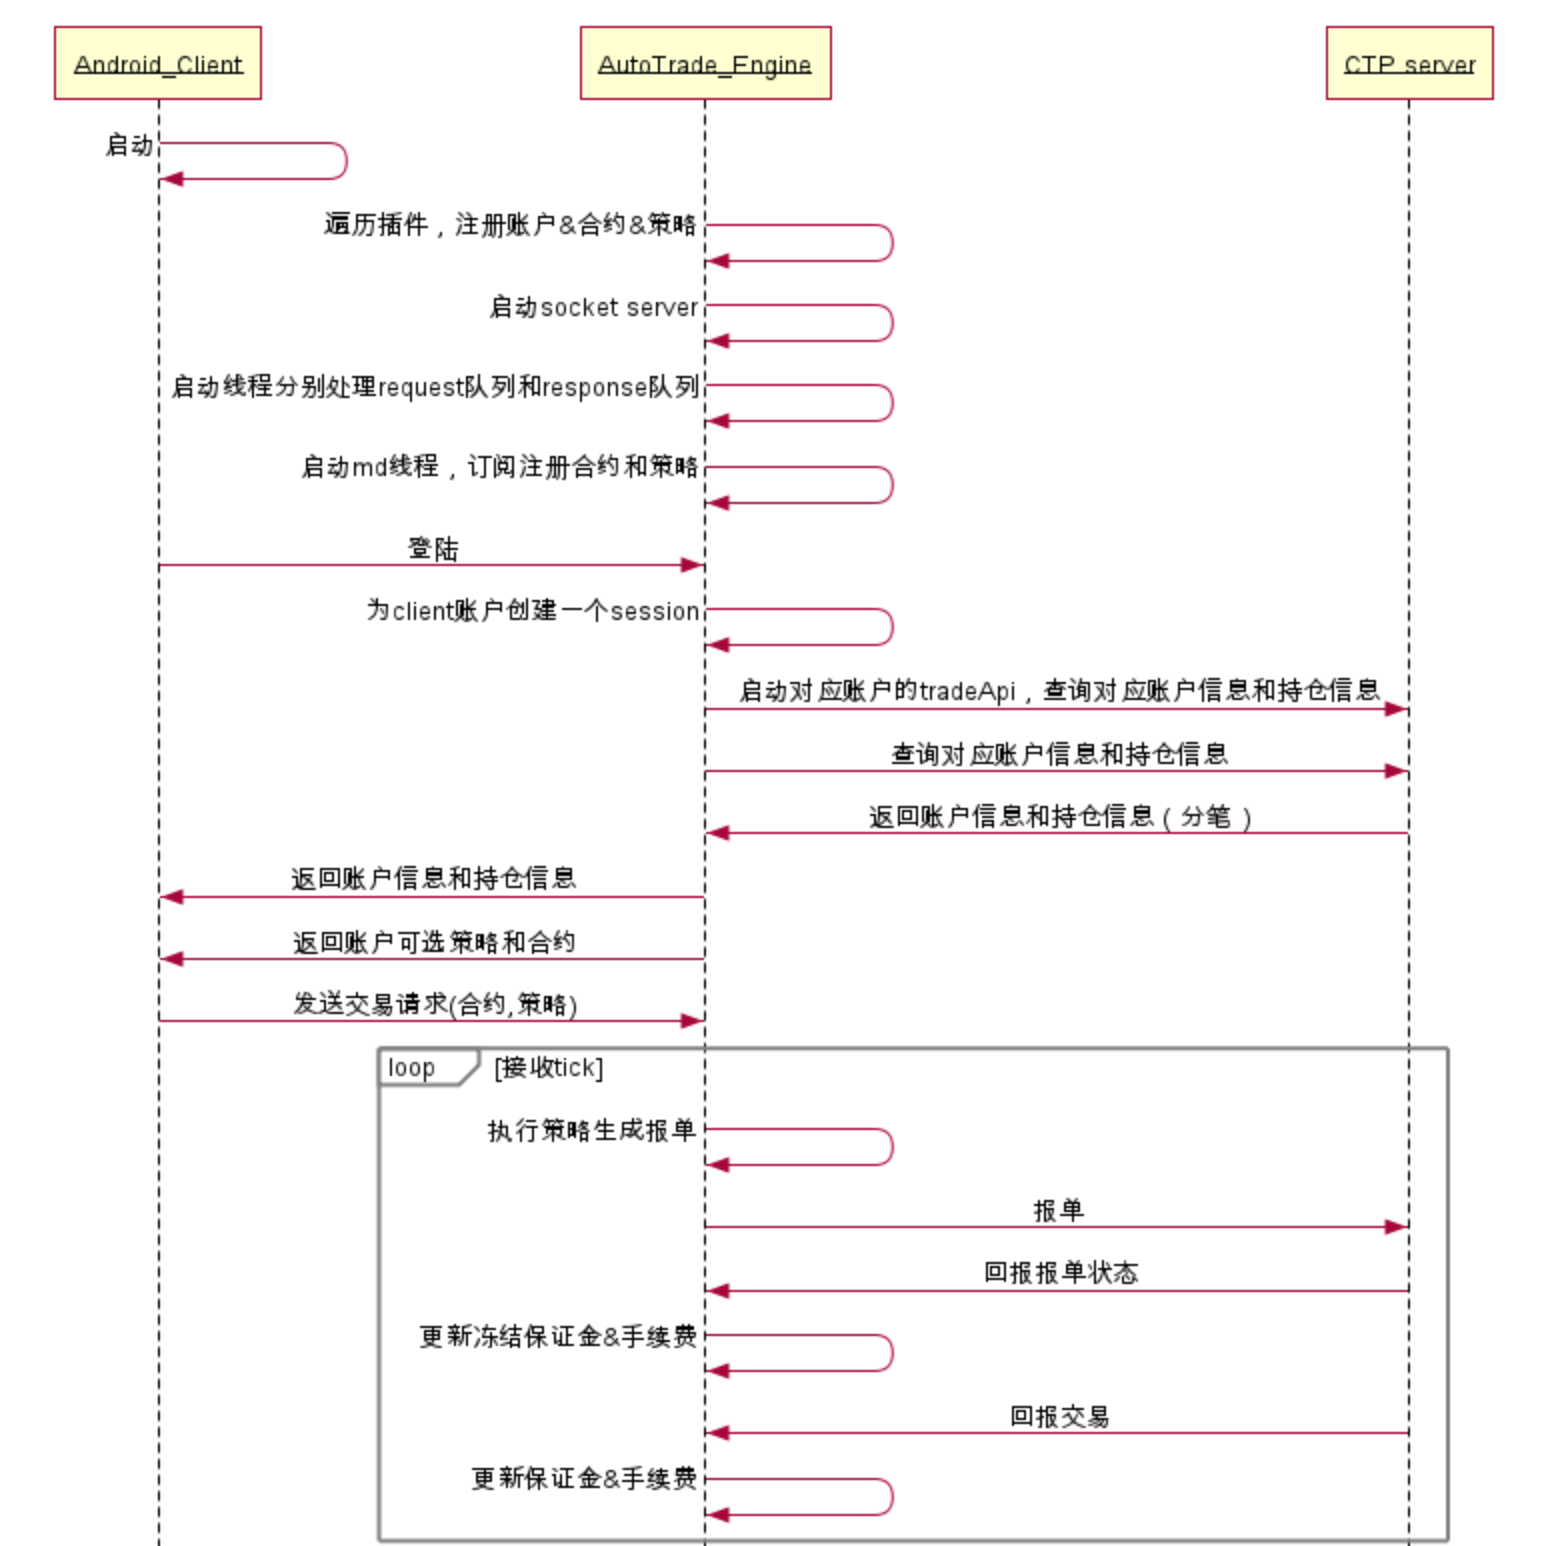 Android_Client
AutoTrade_Engine
CTP server
启动
遍历插件，注册账户&合约&策略
启动socket server
启动线程分别处理request队列和response队列
启动md线程，订阅注册合约和策略
登陆
为client账户创建一个session
启动对应账户的tradeApi，查询对应账户信息和持仓信息
查询对应账户信息和持仓信息
返回账户信息和持仓信息（分笔）
返回账户信息和持仓信息
返回账户可选策略和合约
发送交易请求(合约,策略)
loop [接收tick]
执行策略生成报单
报单
回报报单状态
更新冻结保证金&手续费
回报交易
更新保证金&手续费